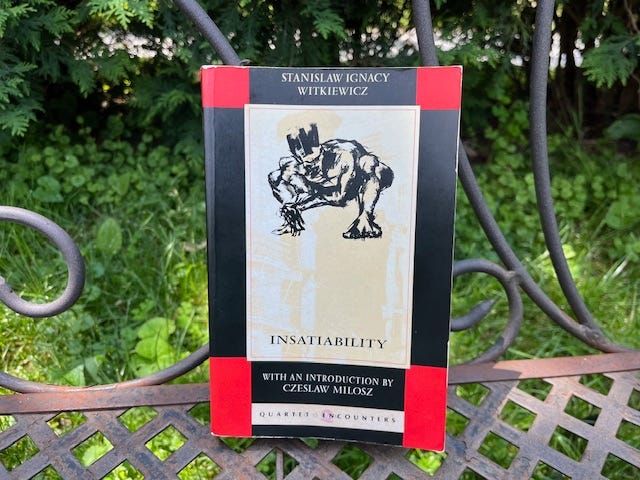 STANISLAW IGNACY
WITKIEWICZ
INSATIABILITY
WITH AN INTRODUCTION BY
CZESLAW MILOSZ
QUARTET ENCOUNTERS